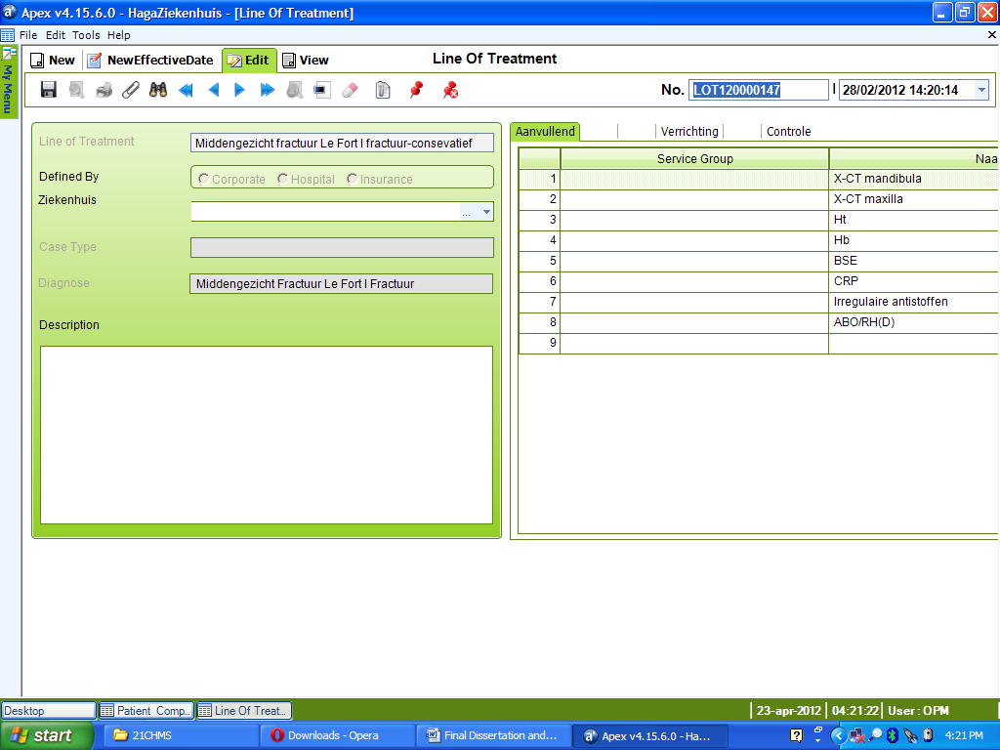 Apex v4.15.6.0 - HagaZiekenhuis - [Line Of Treatment]
File Edit Tools Help
My Menu
New NewEffectiveDate Edit View Line Of Treatment
No. LOT120000147 28/02/2012 14:20:14
Line of Treatment Middengezicht fractuur Le Fort I fractuur-consevatief
Defined By Corporate Hospital Insurance
Ziekenhuis ...
Case Type
Diagnose Middengezicht Fractuur Le Fort I Fractuur
Description
Aanvullend Verrichting Controle
Service Group Naa
1 X-CT mandibula
2 X-CT maxilla
3 Ht
4 Hb
5 BSE
6 CRP
7 Irregulaire antistoffen
8 ABO/RH(D)
9
Desktop Patient Comp... Line Of Treat... 23-apr-2012 04:21:22 User : OPM
start 21CHMS Downloads - Opera Final Dissertation and... Apex v4.15.6.0 - Ha... 4:21 PM